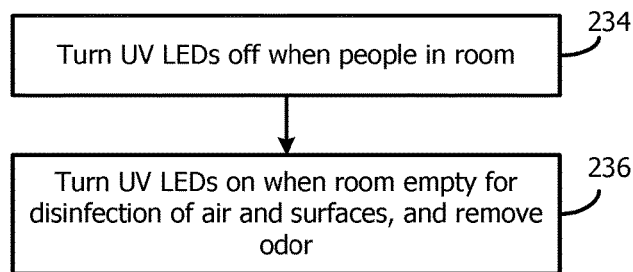 234
Turn UV LEDs off when people in room
236
Turn UV LEDs on when room empty for
disinfection of air and surfaces, and remove
odor